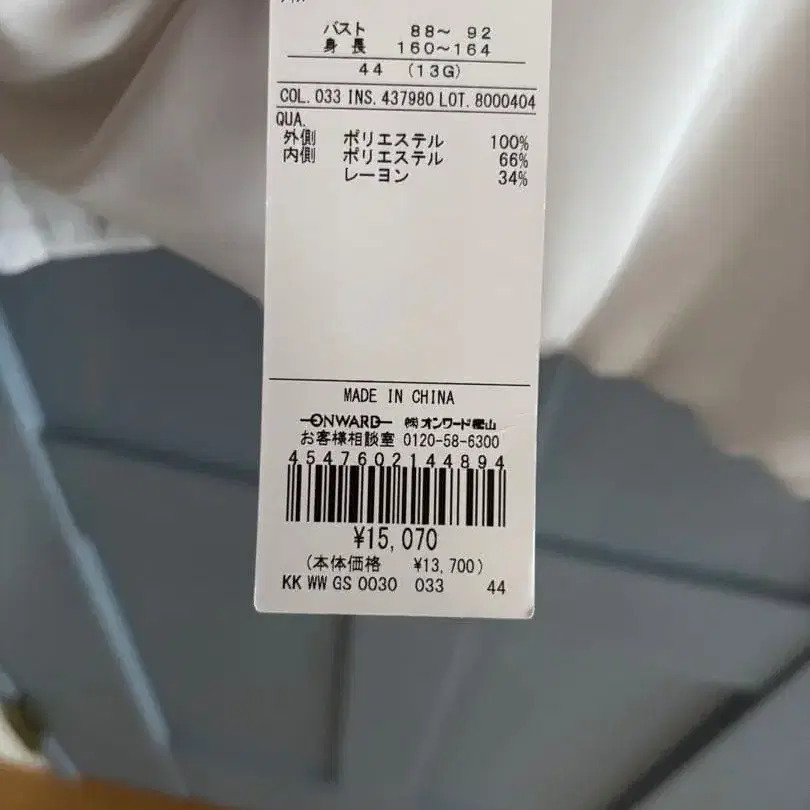 バスト 88～ 92
身長 160～164
44 (13G)
COL. 033 INS. 437980 LOT. 8000404
QUA.
外側 ポリエステル 100%
内側 ポリエステル 66%
レーヨン 34%
MADE IN CHINA
ONWARD ㈱オンワード樫山
お客様相談室 0120-58-6300
4547602144894
¥15,070
(本体価格 ¥13,700)
KK WW GS 0030 033 44